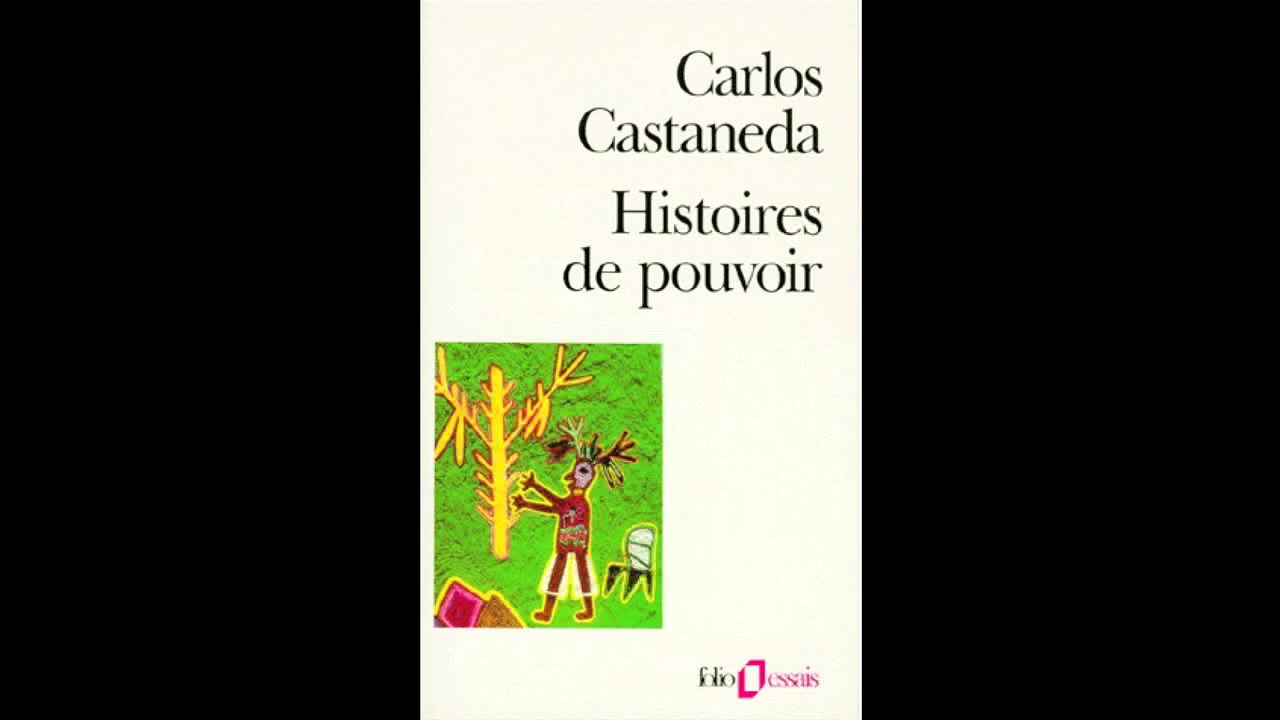 Carlos
Castaneda
Histoires
de pouvoir
folio essais